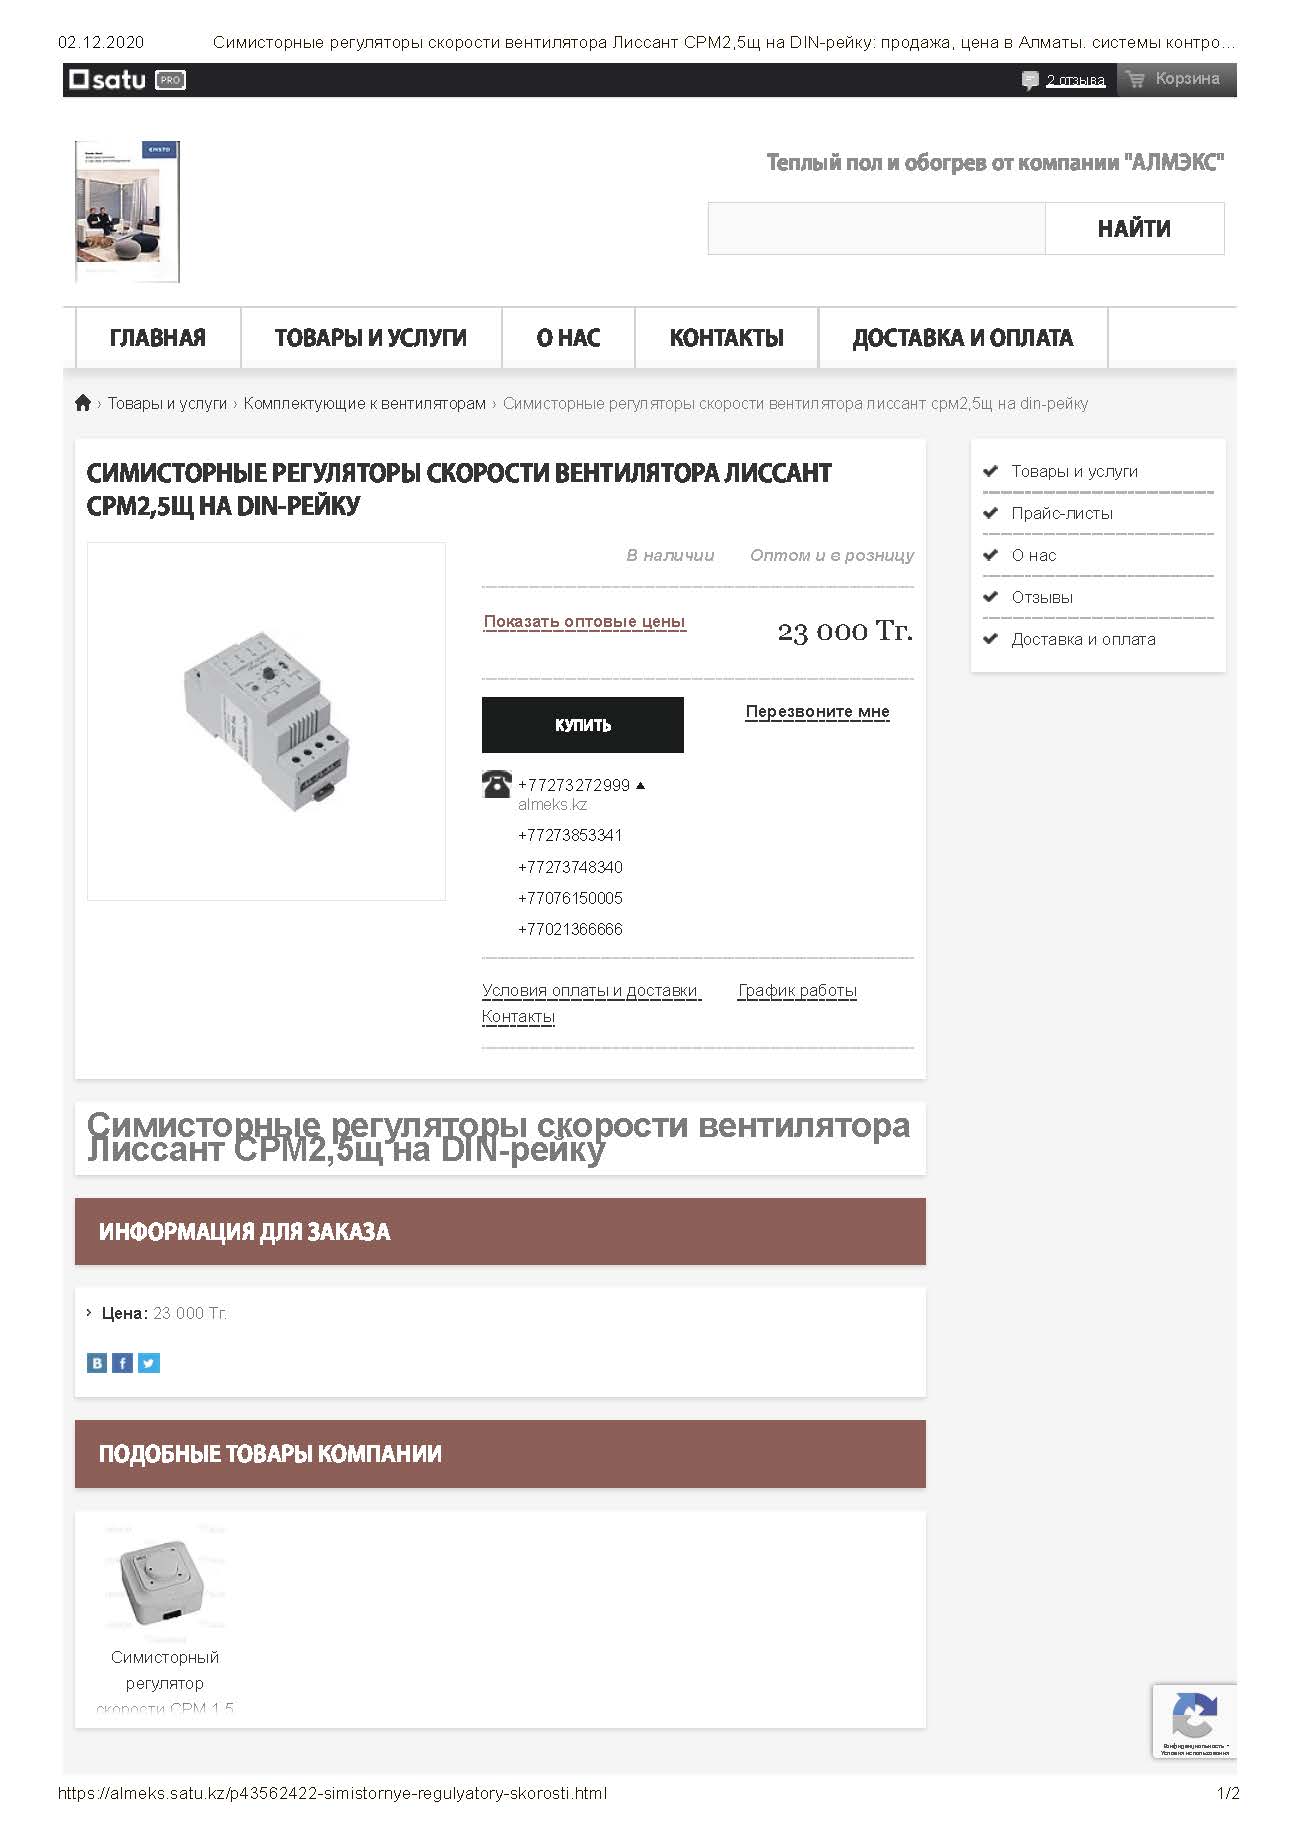 02.12.2020 Симисторные регуляторы скорости вентилятора Лиссант СРМ2,5щ на DIN-рейку: продажа, цена в Алматы. системы контро…
satu PRO 2 отзыва Корзина
ENSTO
Теплый пол и обогрев от компании "АЛМЭКС"
НАЙТИ
ГЛАВНАЯ ТОВАРЫ И УСЛУГИ О НАС КОНТАКТЫ ДОСТАВКА И ОПЛАТА
› Товары и услуги › Комплектующие к вентиляторам › Симисторные регуляторы скорости вентилятора лиссант срм2,5щ на din-рейку
СИМИСТОРНЫЕ РЕГУЛЯТОРЫ СКОРОСТИ ВЕНТИЛЯТОРА ЛИССАНТ
СРМ2,5Щ НА DIN-РЕЙКУ
В наличии Оптом и в розницу
Показать оптовые цены 23 000 Тг.
КУПИТЬ Перезвоните мне
+77273272999
almeks.kz
+77273853341
+77273748340
+77076150005
+77021366666
Условия оплаты и доставки График работы
Контакты
Товары и услуги
Прайс-листы
О нас
Отзывы
Доставка и оплата
Симисторные регуляторы скорости вентилятора
Лиссант СРМ2,5щ на DIN-рейку
ИНФОРМАЦИЯ ДЛЯ ЗАКАЗА
Цена: 23 000 Тг.
ПОДОБНЫЕ ТОВАРЫ КОМПАНИИ
Симисторный
регулятор
скорости СРМ 1,5
Конфиденциальность -
Условия использования
https://almeks.satu.kz/p43562422-simistornye-regulyatory-skorosti.html 1/2